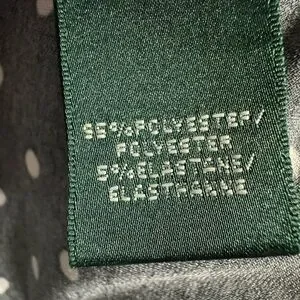 95%POLYESTER/
POLYESTER
5%ELASTANE/
ELASTHANNE